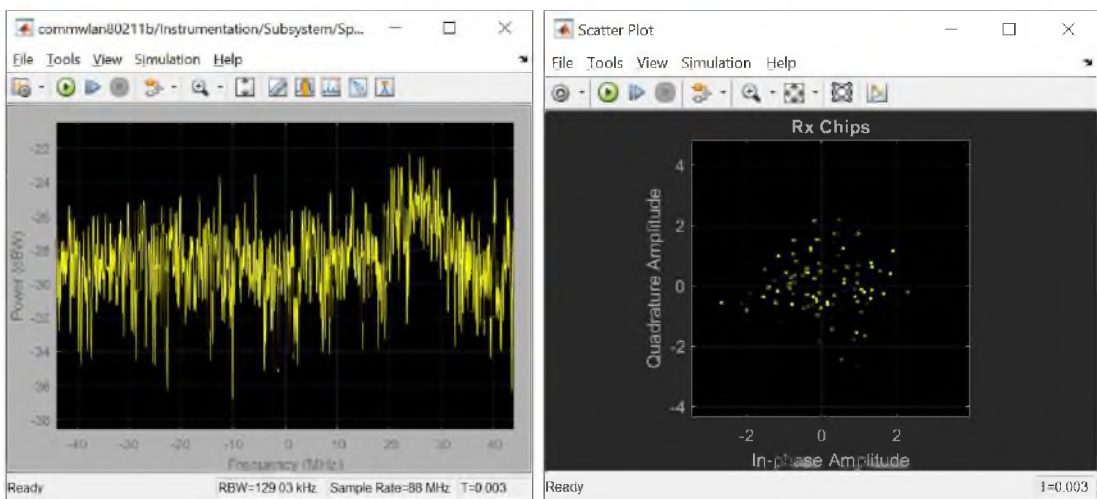 commwlan80211b/Instrumentation/Subsystem/Sp...
File Tools View Simulation Help
-22
-24
-26
-28
-30
-32
-34
-36
-38
Power (dBW)
-40 -30 -20 -10 0 10 20 30 40
Frequency (MHz)
Ready RBW=129.03 kHz Sample Rate=88 MHz T=0.003
Scatter Plot
File Tools View Simulation Help
Rx Chips
4
2
0
-2
-4
Quadrature Amplitude
-2 0 2
In-phase Amplitude
Ready T=0.003